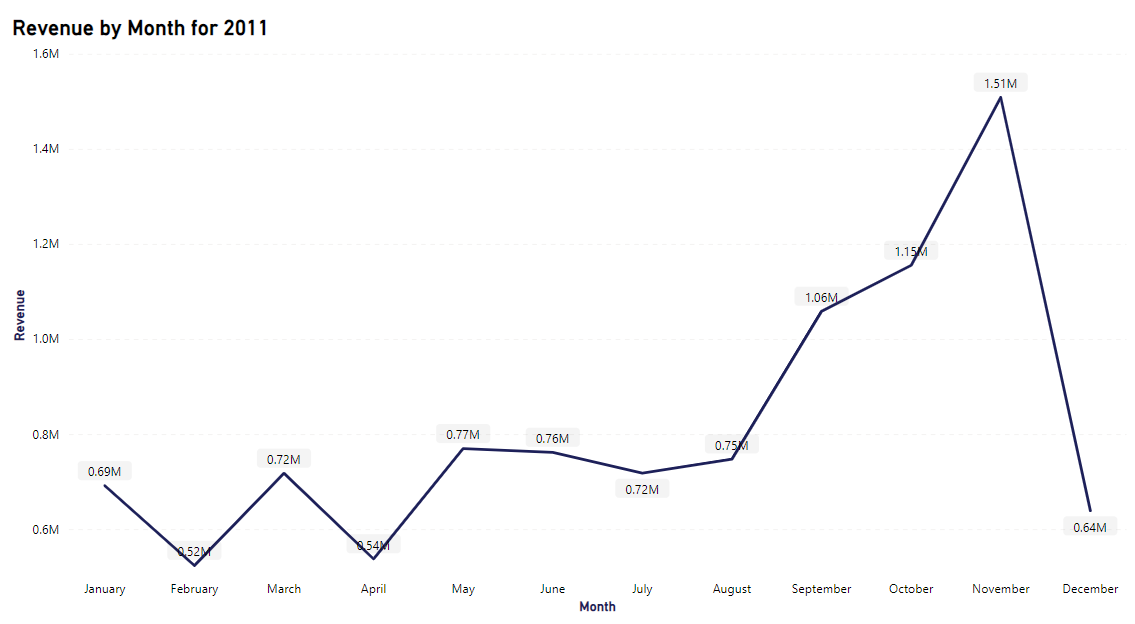 Revenue by Month for 2011
1.6M
1.51M
1.4M
1.2M
1.15M
1.06M
Revenue
1.0M
0.8M
0.77M
0.76M
0.75M
0.72M
0.69M
0.72M
0.6M
0.52M
0.54M
0.64M
January February March April May June July August September October November December
Month